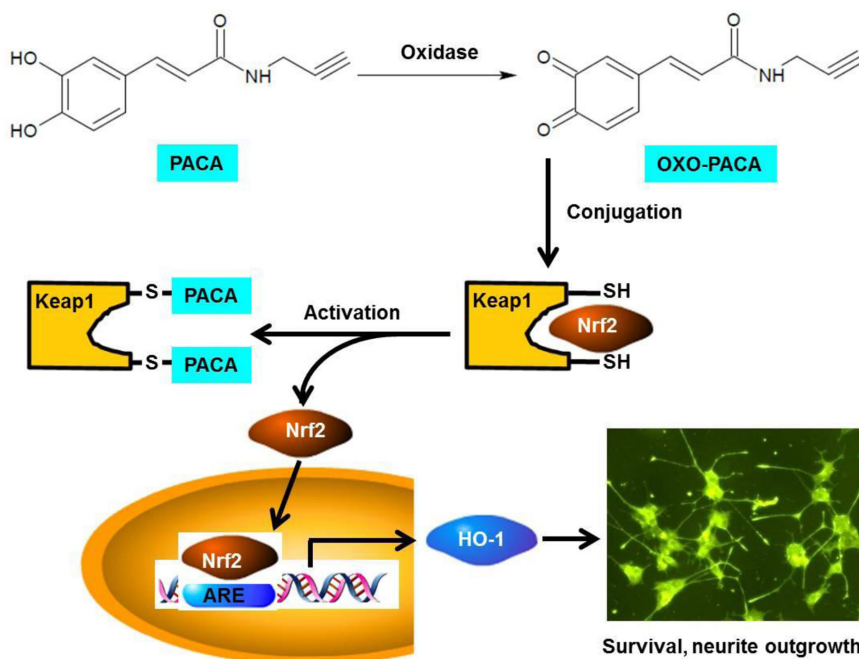 O
HO
NH
HO
PACA
Oxidase
O
O
NH
O
OXO-PACA
Conjugation
Keap1
S
PACA
S
PACA
Activation
Keap1
SH
Nrf2
SH
Nrf2
Nrf2
ARE
HO-1
Survival, neurite outgrowth